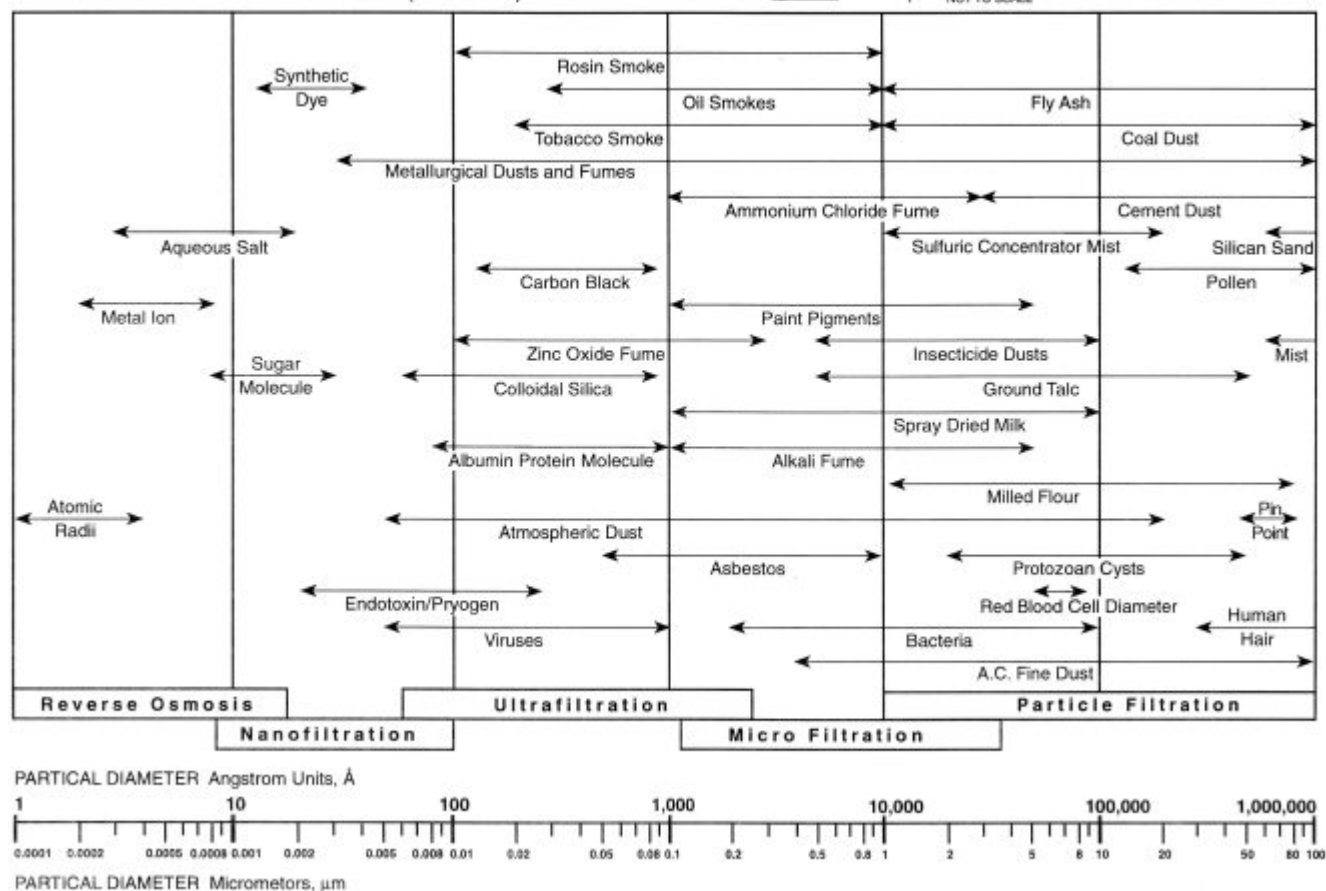 NOT TO SCALE
Rosin Smoke
Synthetic
Dye
Oil Smokes
Fly Ash
Tobacco Smoke
Coal Dust
Metallurgical Dusts and Fumes
Ammonium Chloride Fume
Cement Dust
Aqueous Salt
Sulfuric Concentrator Mist
Silican Sand
Carbon Black
Pollen
Metal Ion
Paint Pigments
Zinc Oxide Fume
Insecticide Dusts
Mist
Sugar
Molecule
Colloidal Silica
Ground Talc
Spray Dried Milk
Albumin Protein Molecule
Alkali Fume
Milled Flour
Atomic
Radii
Atmospheric Dust
Pin
Point
Asbestos
Protozoan Cysts
Endotoxin/Pryogen
Red Blood Cell Diameter
Viruses
Bacteria
Human
Hair
A.C. Fine Dust
Reverse Osmosis
Ultrafiltration
Particle Filtration
Nanofiltration
Micro Filtration
PARTICAL DIAMETER Angstrom Units, Å
1 10 100 1,000 10,000 100,000 1,000,000
0.0001 0.0002 0.0005 0.0008 0.001 0.002 0.005 0.008 0.01 0.02 0.05 0.08 0.1 0.2 0.5 0.8 1 2 5 8 10 20 50 80 100
PARTICAL DIAMETER Micrometors, µm